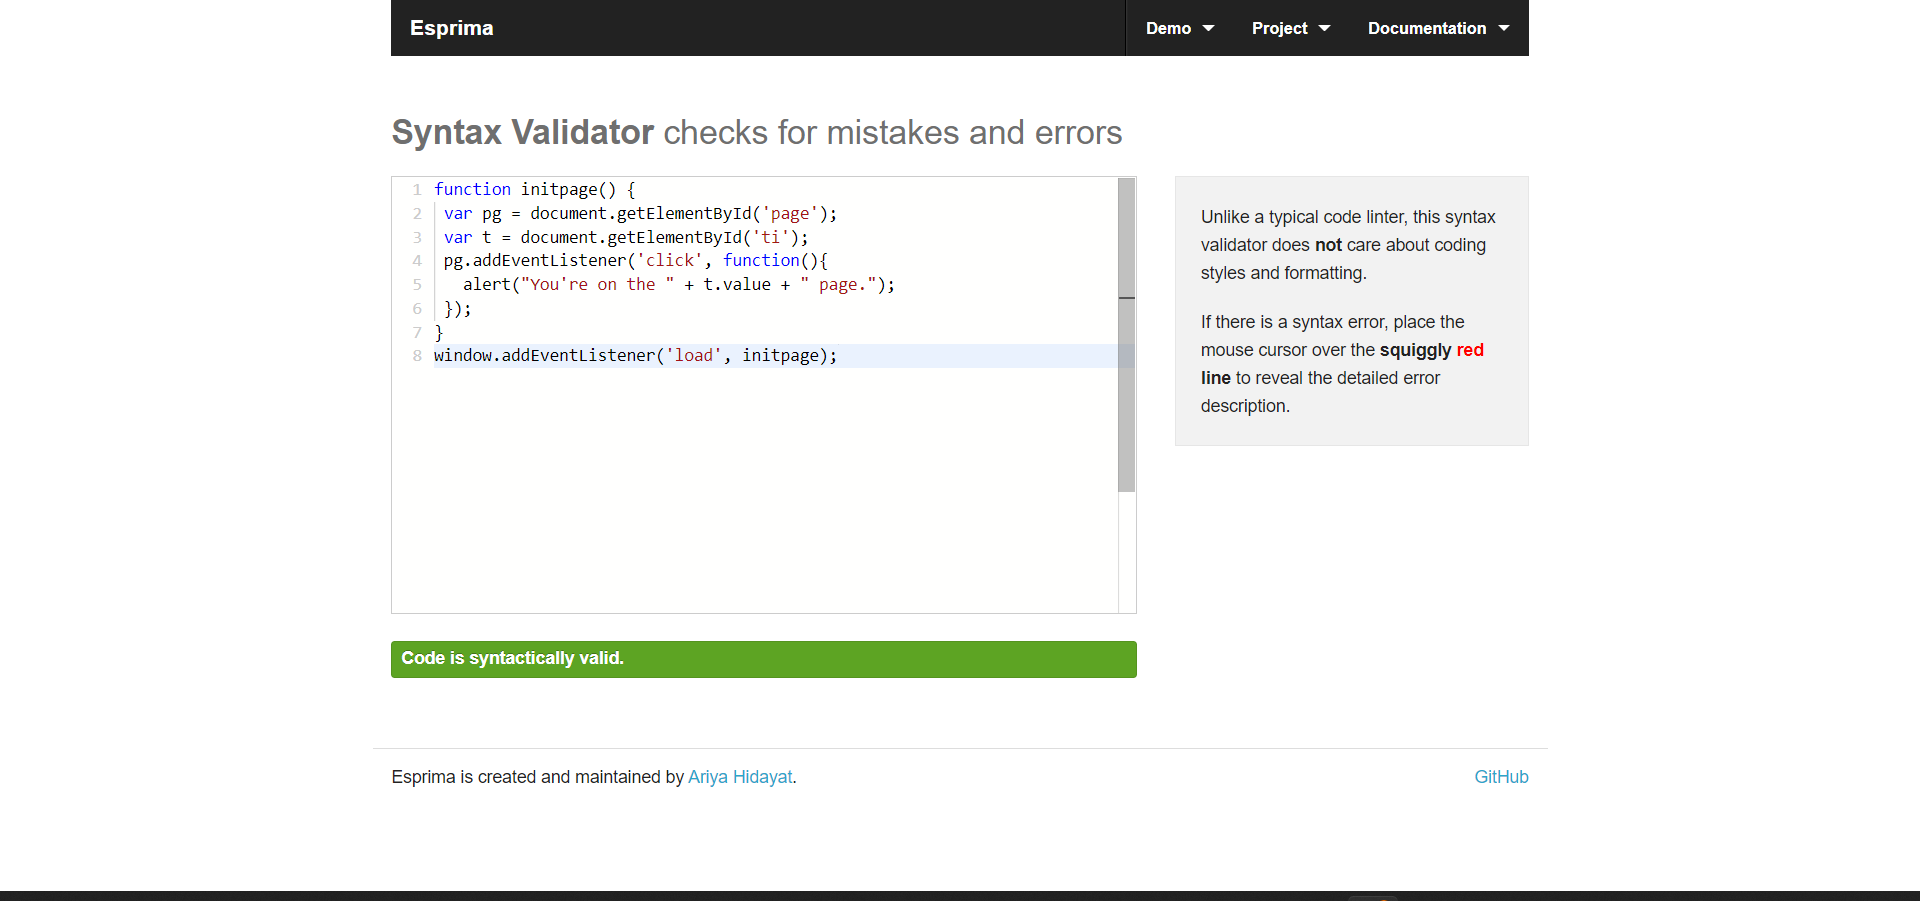 Esprima
Demo
Project
Documentation
Syntax Validator checks for mistakes and errors
1 function initpage() {
2 var pg = document.getElementById('page');
3 var t = document.getElementById('ti');
4 pg.addEventListener('click', function(){
5 alert("You're on the " + t.value + " page.");
6 });
7 }
8 window.addEventListener('load', initpage);
Unlike a typical code linter, this syntax
validator does not care about coding
styles and formatting.
If there is a syntax error, place the
mouse cursor over the squiggly red
line to reveal the detailed error
description.
Code is syntactically valid.
Esprima is created and maintained by Ariya Hidayat.
GitHub